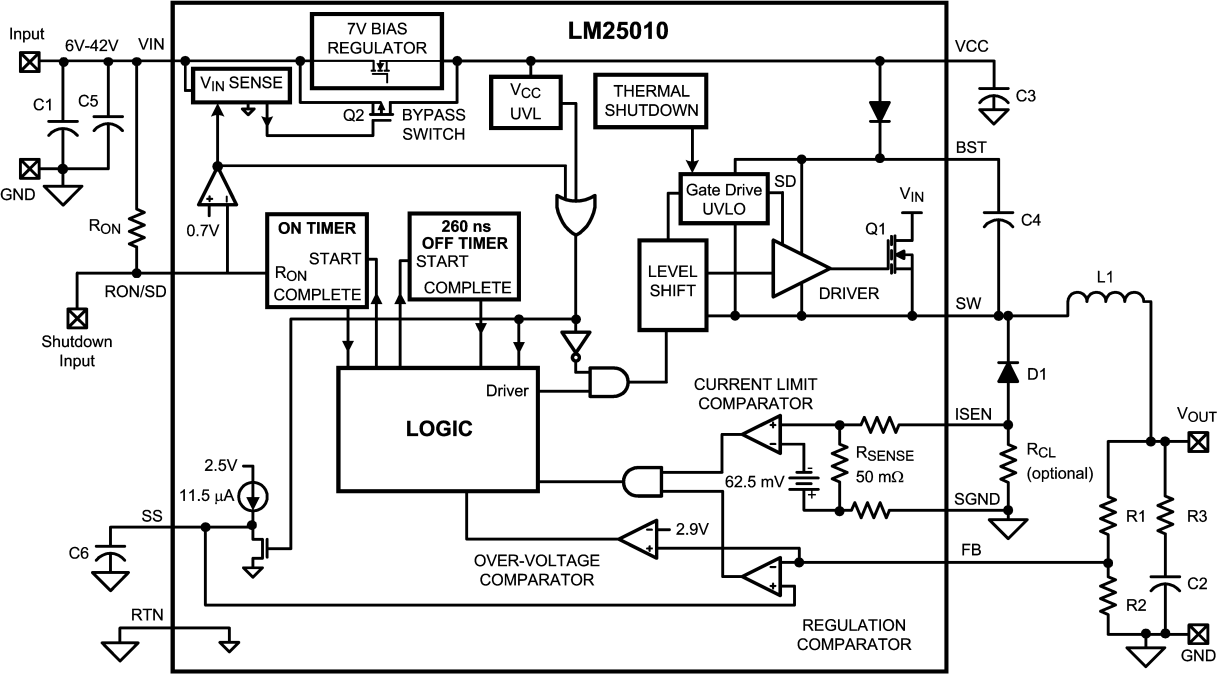 LM25010
Input
6V-42V
VIN
7V BIAS
REGULATOR
VCC
VIN SENSE
VCC
UVL
THERMAL
SHUTDOWN
C1
C5
C3
Q2
BYPASS
SWITCH
BST
GND
SD
Gate Drive
UVLO
VIN
0.7V
+
-
RON
ON TIMER
START
RON
COMPLETE
260 ns
OFF TIMER
START
COMPLETE
Q1
C4
LEVEL
SHIFT
DRIVER
RON/SD
SW
L1
Shutdown
Input
Driver
LOGIC
CURRENT LIMIT
COMPARATOR
D1
ISEN
+
-
VOUT
RSENSE
50 mΩ
RCL
(optional)
62.5 mV
-
+
2.5V
11.5 μA
SGND
SS
C6
R1
R3
2.9V
-
+
FB
OVER-VOLTAGE
COMPARATOR
-
+
C2
R2
RTN
REGULATION
COMPARATOR
GND